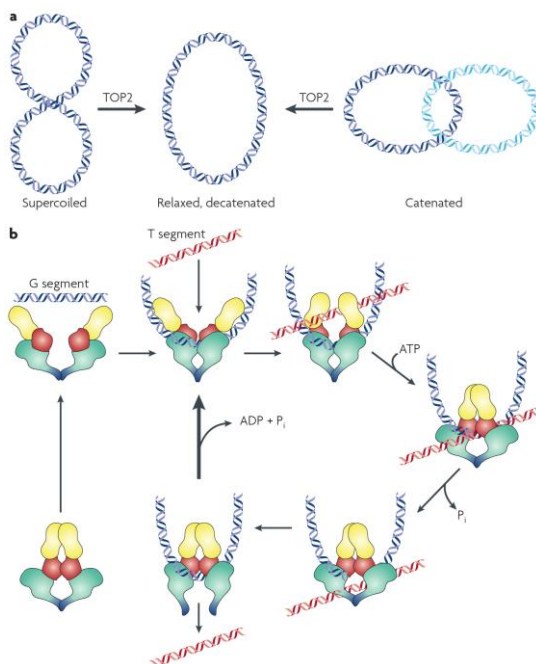 a
TOP2
TOP2
Supercoiled
Relaxed, decatenated
Catenated
b
T segment
G segment
ATP
ADP + Pi
Pi